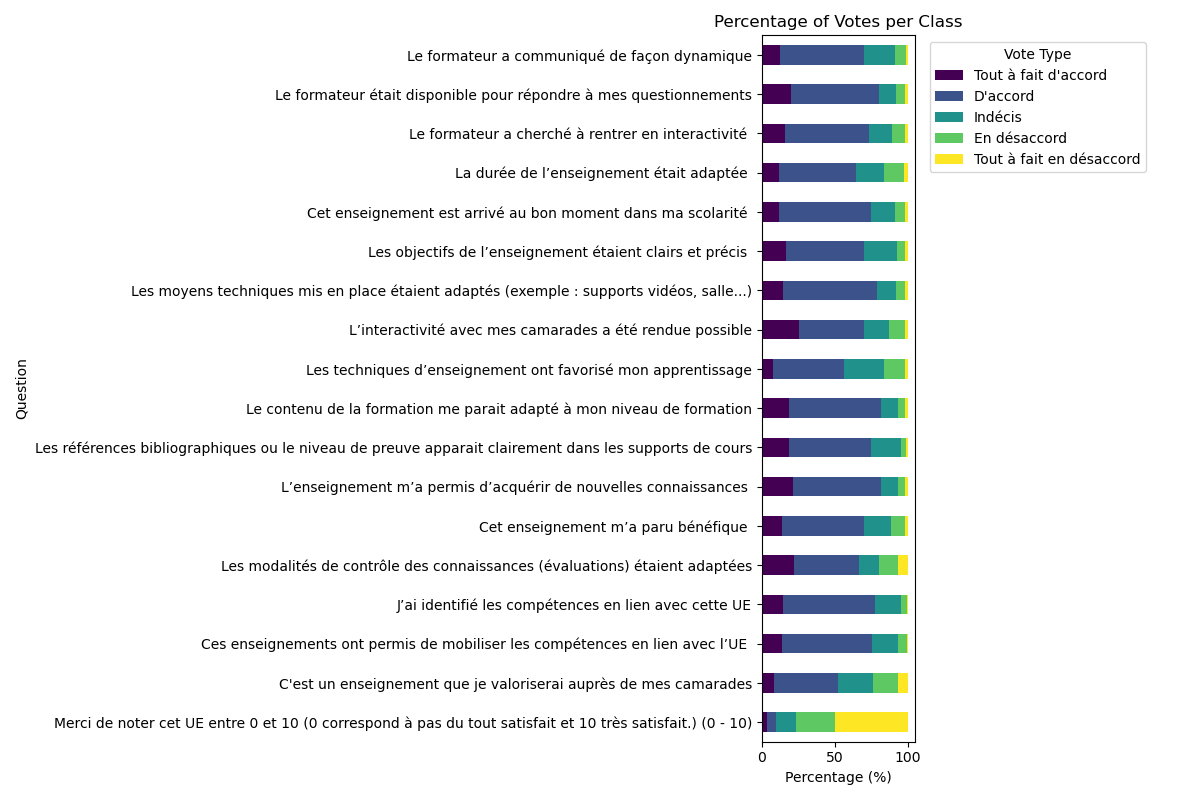 Percentage of Votes per Class
Le formateur a communiqué de façon dynamique
Le formateur était disponible pour répondre à mes questionnements
Le formateur a cherché à rentrer en interactivité
La durée de l’enseignement était adaptée
Cet enseignement est arrivé au bon moment dans ma scolarité
Les objectifs de l’enseignement étaient clairs et précis
Les moyens techniques mis en place étaient adaptés (exemple : supports vidéos, salle...)
L’interactivité avec mes camarades a été rendue possible
Les techniques d’enseignement ont favorisé mon apprentissage
Le contenu de la formation me parait adapté à mon niveau de formation
Les références bibliographiques ou le niveau de preuve apparait clairement dans les supports de cours
L’enseignement m’a permis d’acquérir de nouvelles connaissances
Cet enseignement m’a paru bénéfique
Les modalités de contrôle des connaissances (évaluations) étaient adaptées
J’ai identifié les compétences en lien avec cette UE
Ces enseignements ont permis de mobiliser les compétences en lien avec l’UE
C'est un enseignement que je valoriserai auprès de mes camarades
Merci de noter cet UE entre 0 et 10 (0 correspond à pas du tout satisfait et 10 très satisfait.) (0 - 10)
Question
0 50 100
Percentage (%)
Vote Type
Tout à fait d'accord
D'accord
Indécis
En désaccord
Tout à fait en désaccord